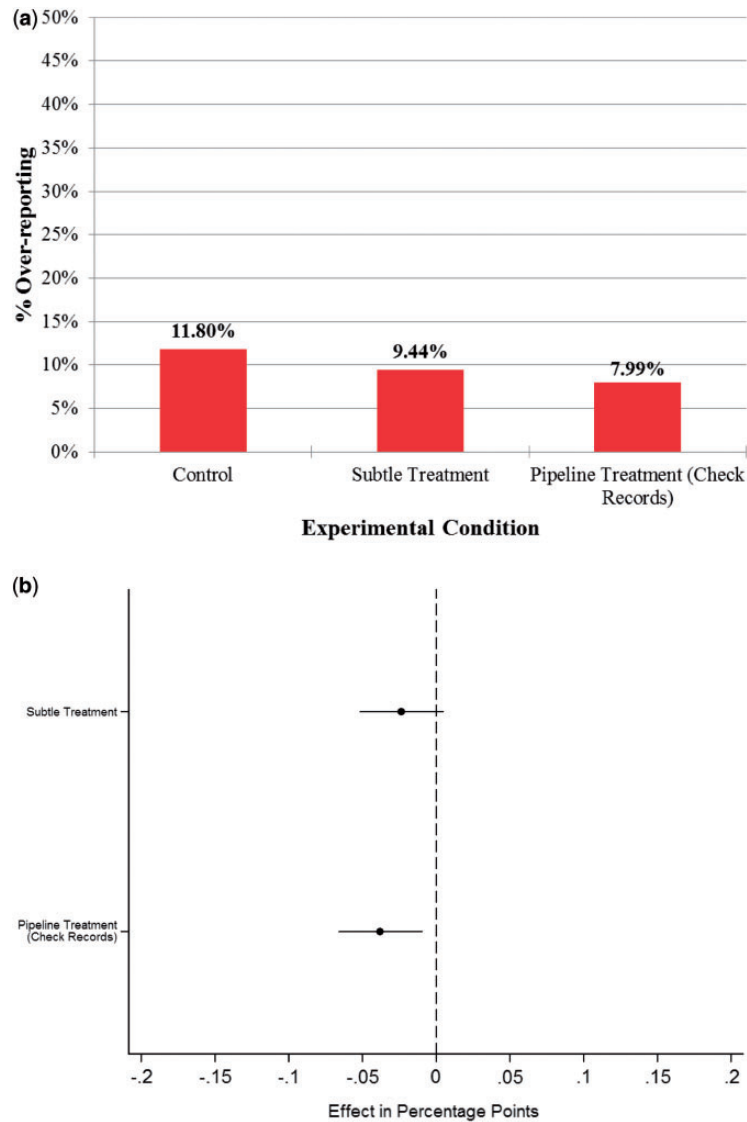 (a)
50%
45%
40%
35%
30%
25%
20%
15%
10%
5%
0%
% Over-reporting
11.80%
9.44%
7.99%
Control
Subtle Treatment
Pipeline Treatment (Check
Records)
Experimental Condition
(b)
Subtle Treatment
Pipeline Treatment
(Check Records)
-.2 -.15 -.1 -.05 0 .05 .1 .15 .2
Effect in Percentage Points